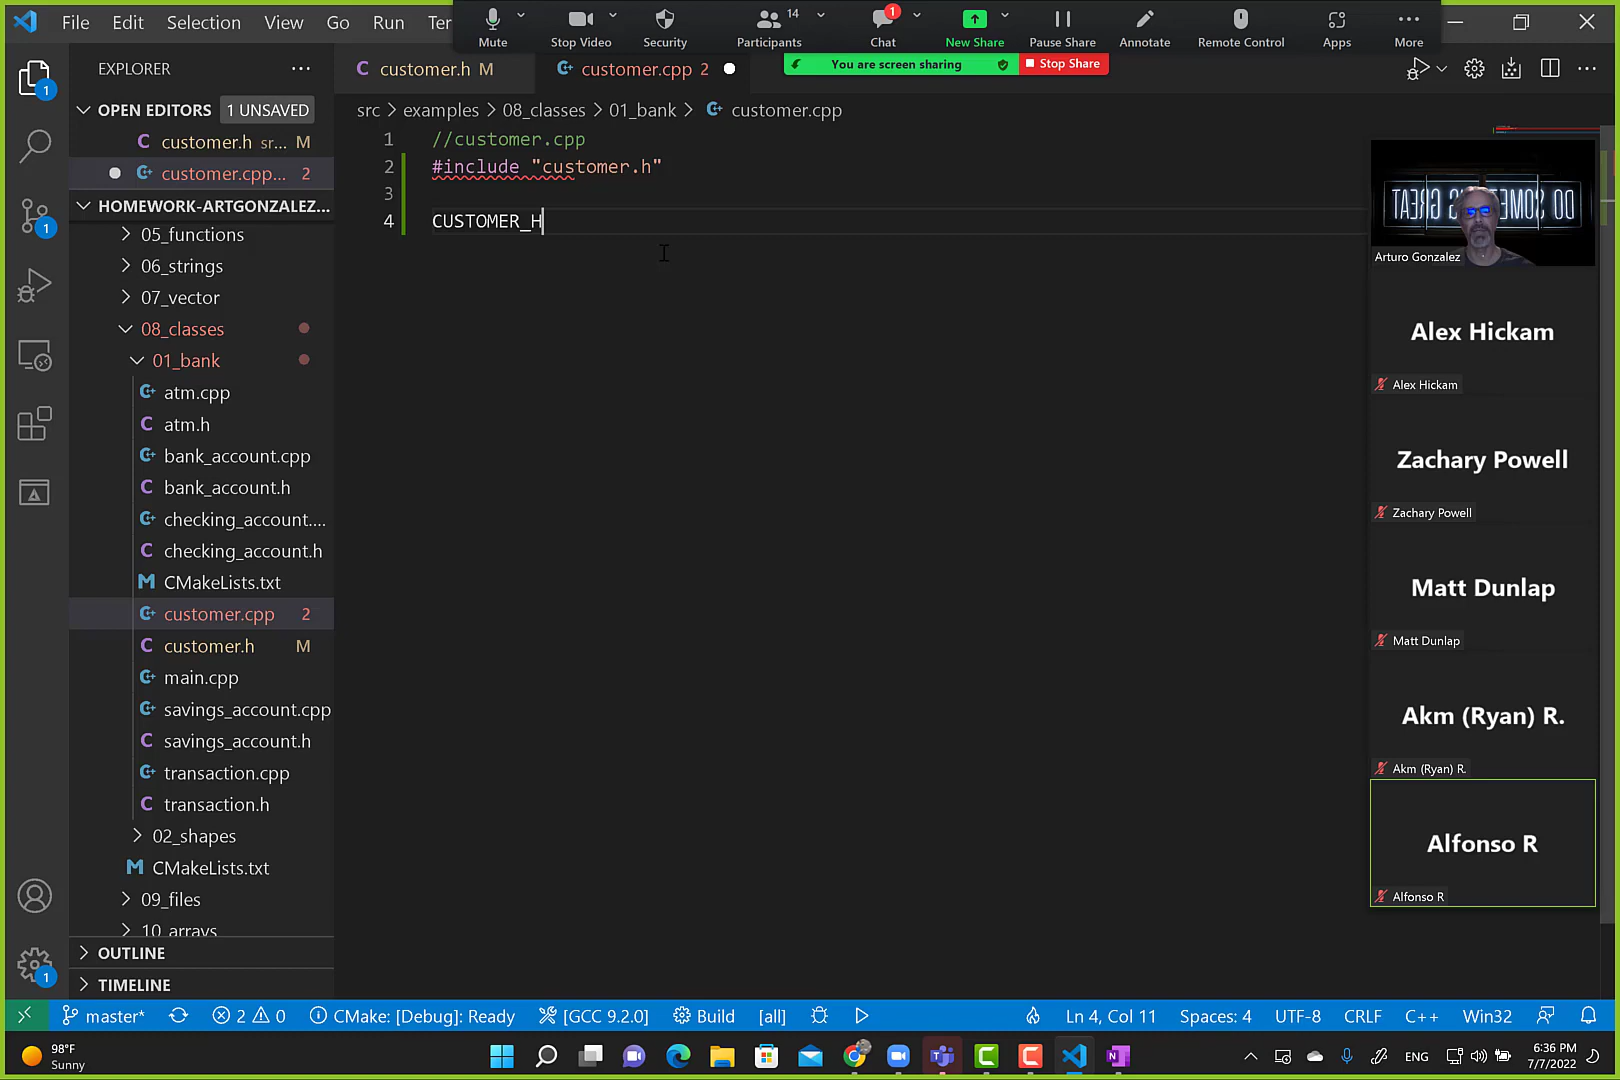 File Edit Selection View Go Run Ter
Mute
Stop Video
Security
14
Participants
1
Chat
New Share
Pause Share
Annotate
Remote Control
Apps
More
You are screen sharing
Stop Share
EXPLORER
customer.h M
customer.cpp 2
OPEN EDITORS 1 UNSAVED
customer.h sr... M
customer.cpp... 2
HOMEWORK-ARTGONZALEZ...
05_functions
06_strings
07_vector
08_classes
01_bank
atm.cpp
atm.h
bank_account.cpp
bank_account.h
checking_account....
checking_account.h
CMakeLists.txt
customer.cpp 2
customer.h M
main.cpp
savings_account.cpp
savings_account.h
transaction.cpp
transaction.h
02_shapes
CMakeLists.txt
09_files
10_arrays
OUTLINE
TIMELINE
1
1
1
src > examples > 08_classes > 01_bank > customer.cpp
1 //customer.cpp
2 #include "customer.h"
3
4 CUSTOMER_H
DO SOMETHING GREAT
Arturo Gonzalez
Alex Hickam
Alex Hickam
Zachary Powell
Zachary Powell
Matt Dunlap
Matt Dunlap
Akm (Ryan) R.
Akm (Ryan) R.
Alfonso R
Alfonso R
master* 2 0 CMake: [Debug]: Ready [GCC 9.2.0] Build [all] Ln 4, Col 11 Spaces: 4 UTF-8 CRLF C++ Win32
98°F
Sunny
ENG
6:36 PM
7/7/2022